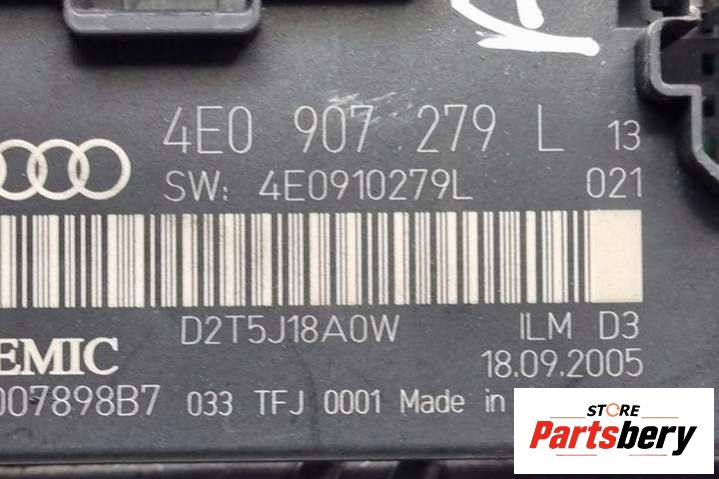 4E0 907 279 L 13
SW: 4E0910279L 021
D2T5J18A0W ILM D3
EMIC 18.09.2005
007898B7 033 TFJ 0001 Made in
STORE
Partsbery